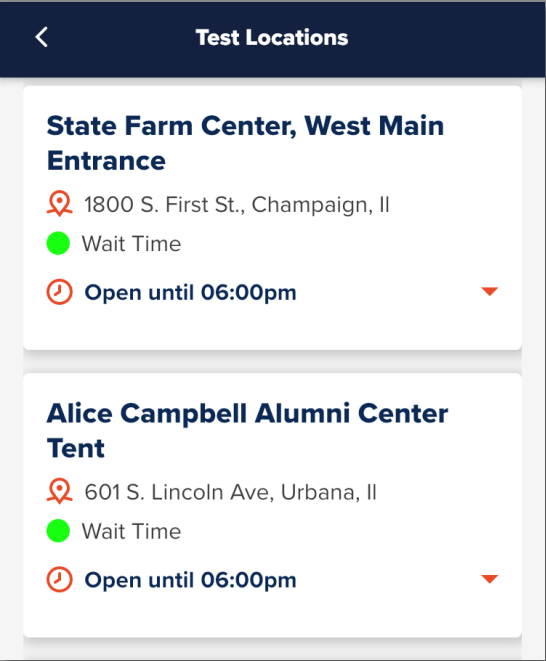 Test Locations
State Farm Center, West Main
Entrance
1800 S. First St., Champaign, Il
Wait Time
Open until 06:00pm
Alice Campbell Alumni Center
Tent
601 S. Lincoln Ave, Urbana, Il
Wait Time
Open until 06:00pm